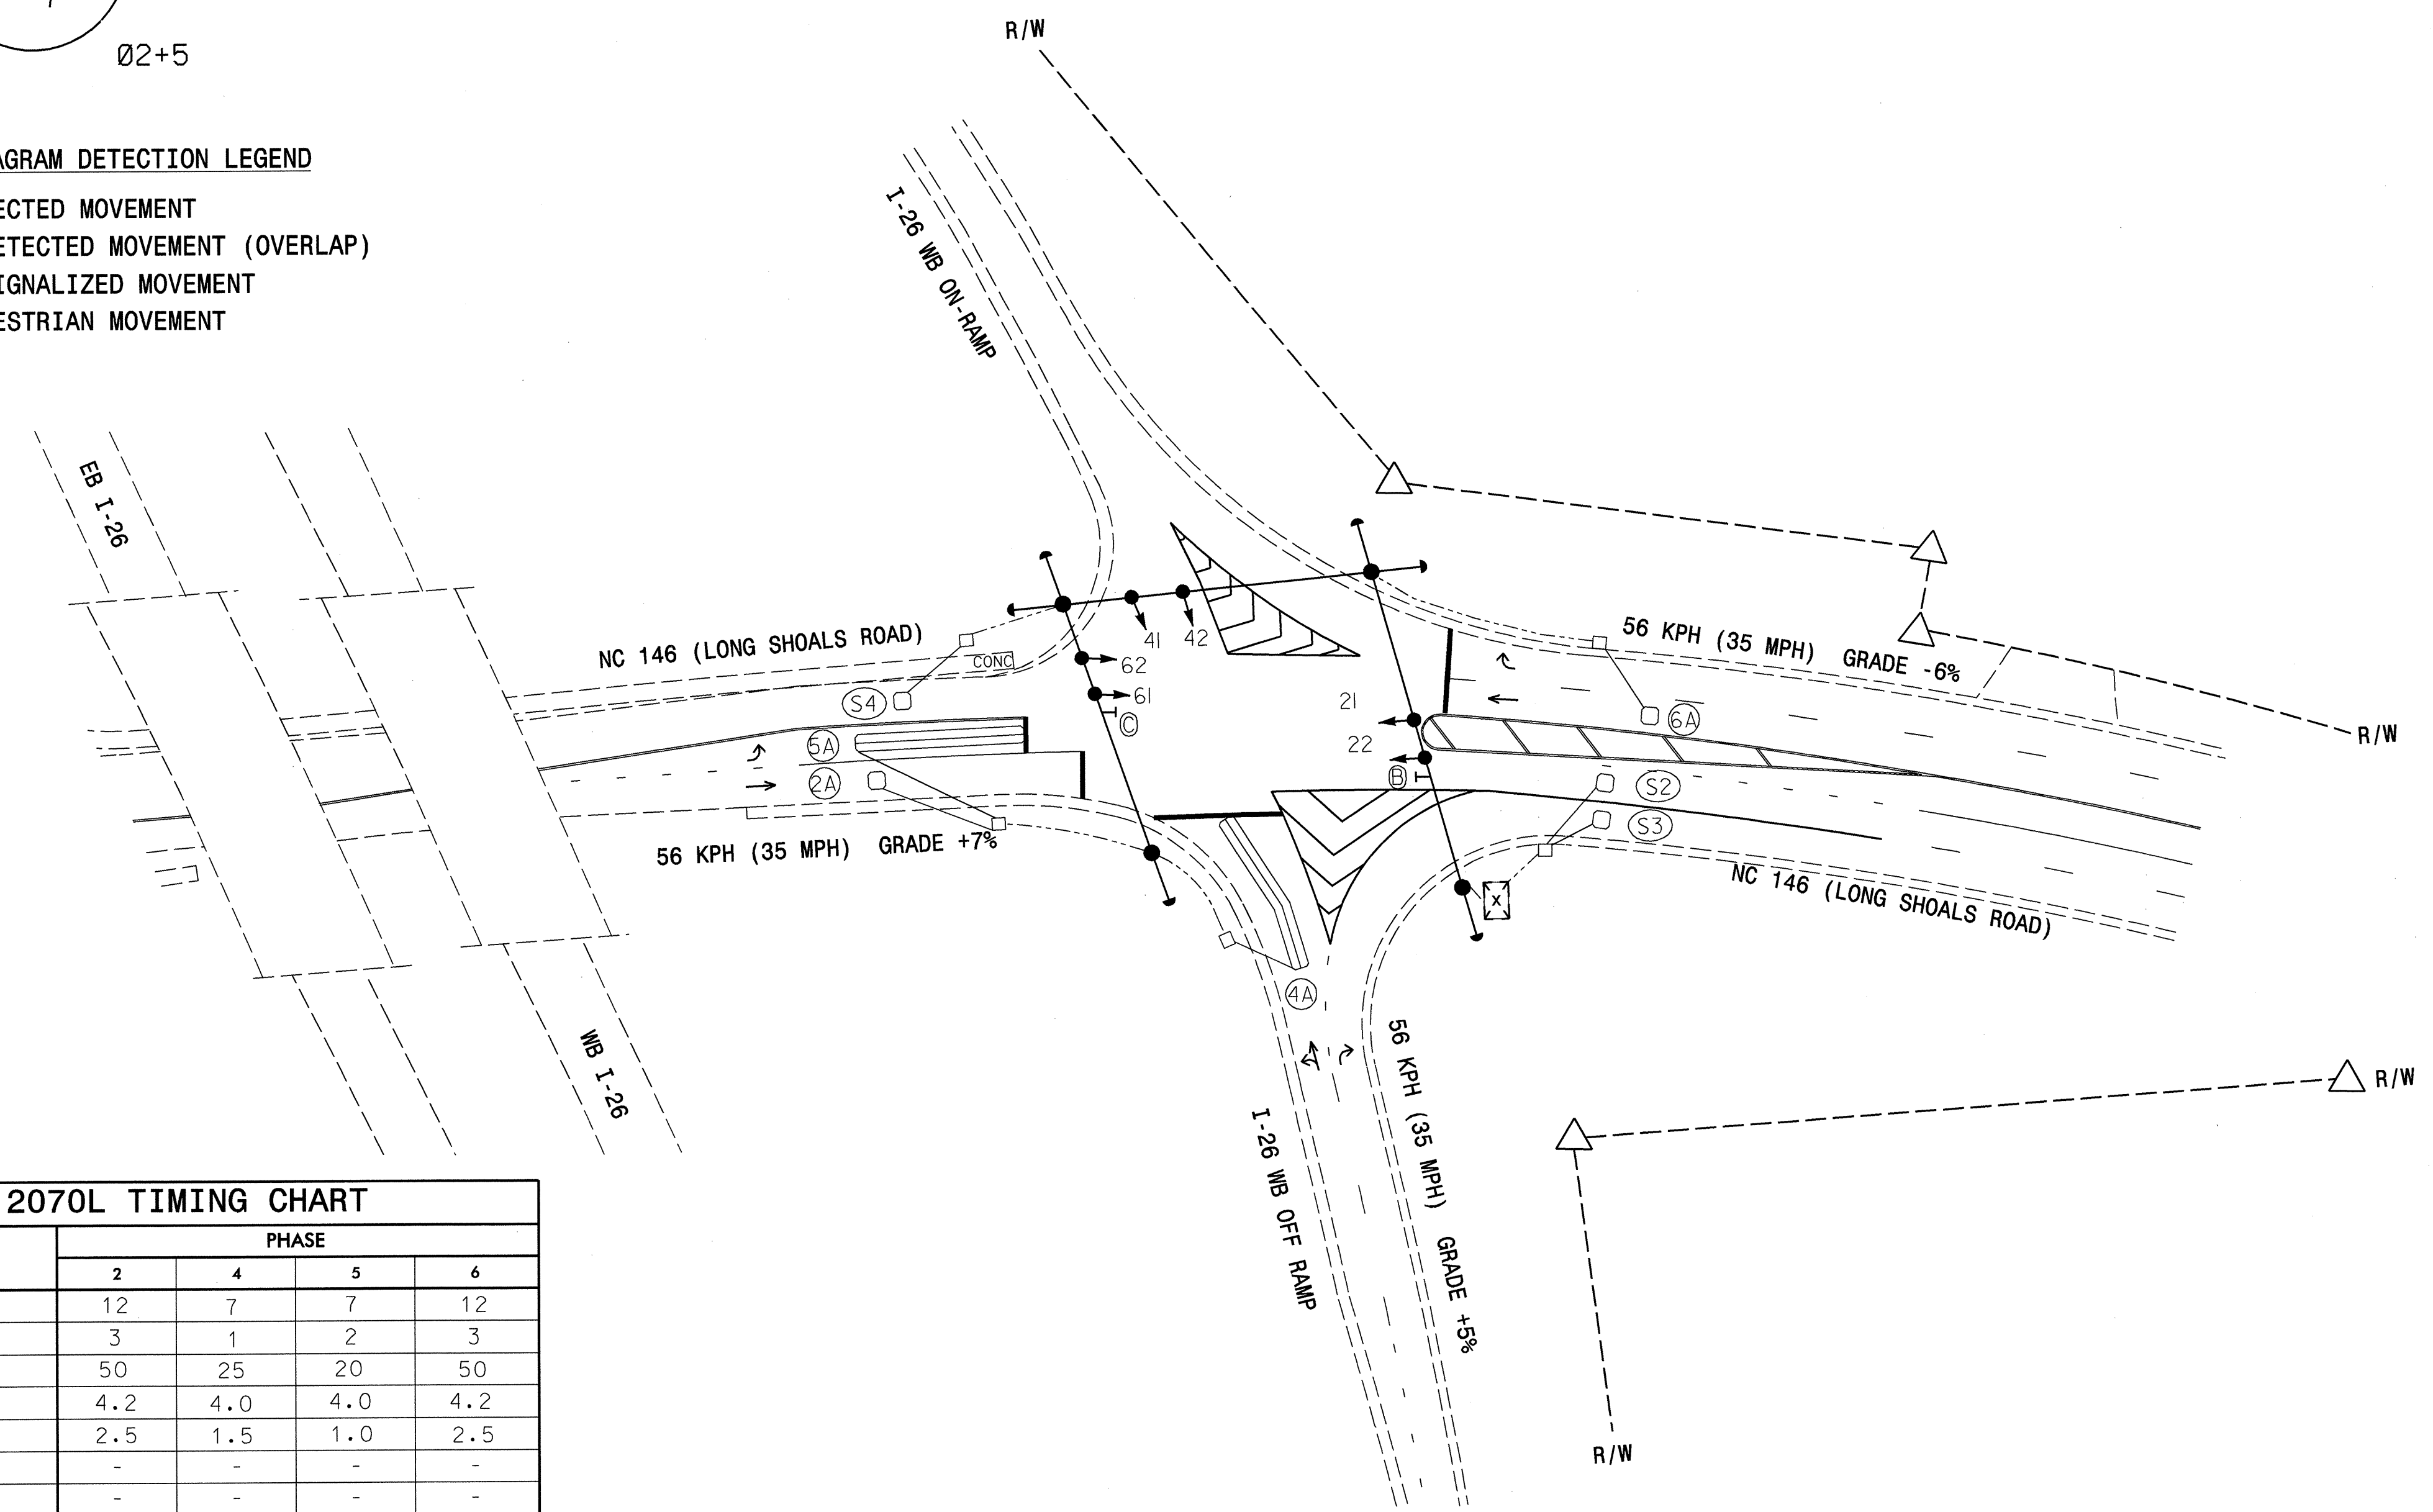 Ø2+5
AGRAM DETECTION LEGEND
ECTED MOVEMENT
ETECTED MOVEMENT (OVERLAP)
IGNALIZED MOVEMENT
ESTRIAN MOVEMENT
R/W
I-26 WB ON-RAMP
EB I-26
NC 146 (LONG SHOALS ROAD)
CONC
41
42
62
61
C
S4
5A
2A
21
22
B
56 KPH (35 MPH) GRADE -6%
6A
S2
S3
R/W
56 KPH (35 MPH) GRADE +7%
X
NC 146 (LONG SHOALS ROAD)
4A
WB I-26
56 KPH (35 MPH) GRADE +5%
I-26 WB OFF RAMP
R/W
R/W
2070L TIMING CHART
PHASE
2 4 5 6
12 7 7 12
3 1 2 3
50 25 20 50
4.2 4.0 4.0 4.2
2.5 1.5 1.0 2.5
- - - -
- - - -